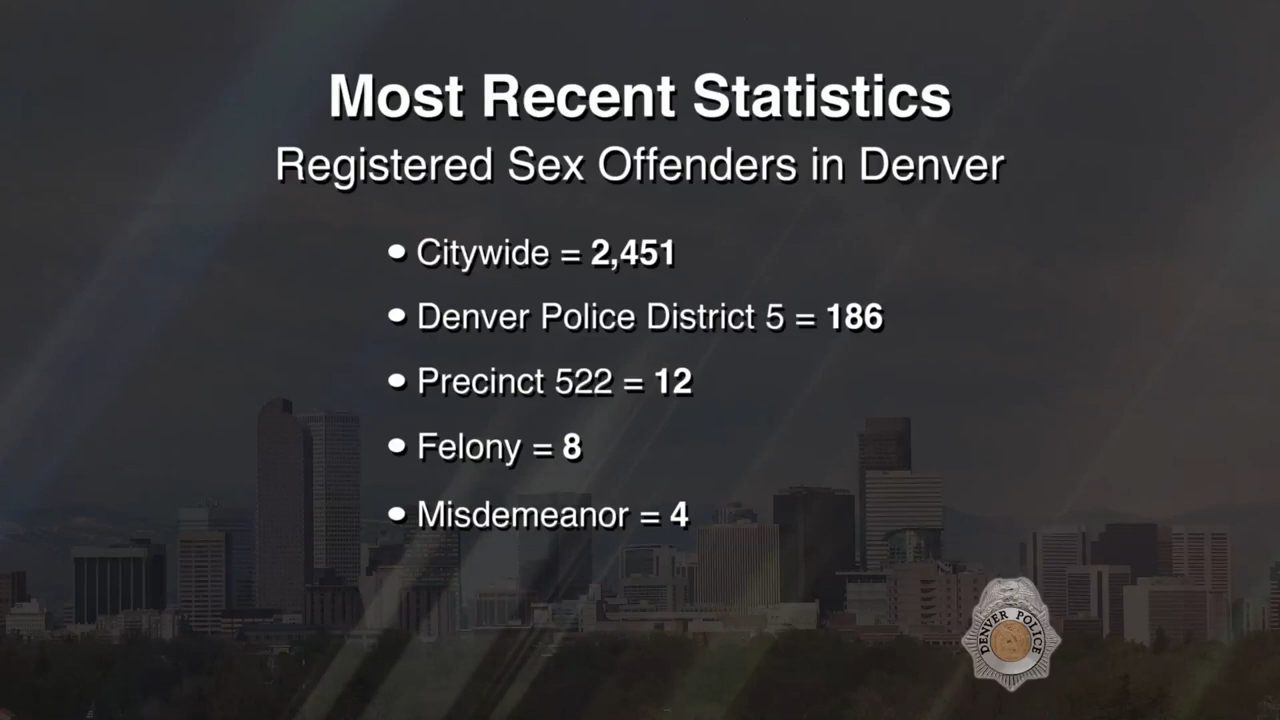 Most Recent Statistics
Registered Sex Offenders in Denver
• Citywide = 2,451
• Denver Police District 5 = 186
• Precinct 522 = 12
• Felony = 8
• Misdemeanor = 4
DENVER POLICE